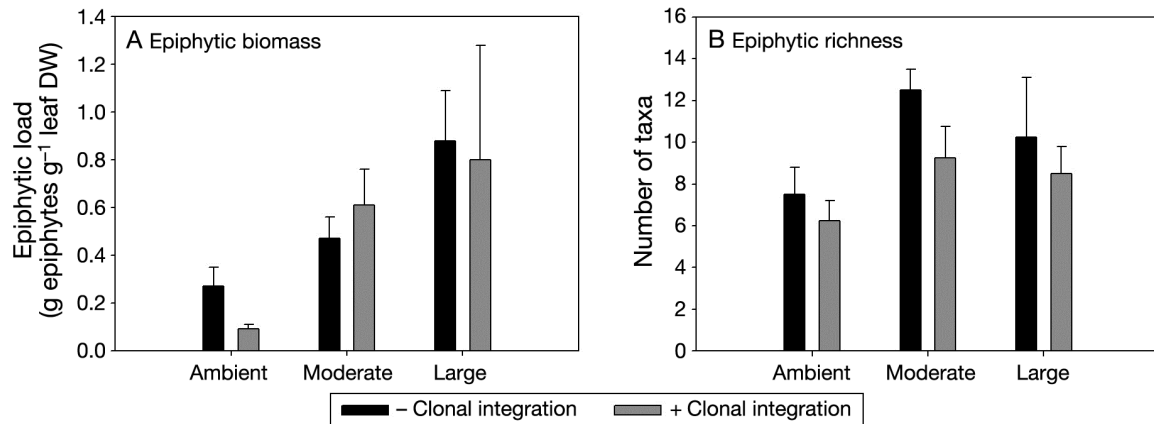 A Epiphytic biomass
Epiphytic load
(g epiphytes g⁻¹ leaf DW)
1.4
1.2
1.0
0.8
0.6
0.4
0.2
0.0
Ambient Moderate Large
B Epiphytic richness
Number of taxa
16
14
12
10
8
6
4
2
0
Ambient Moderate Large
– Clonal integration + Clonal integration